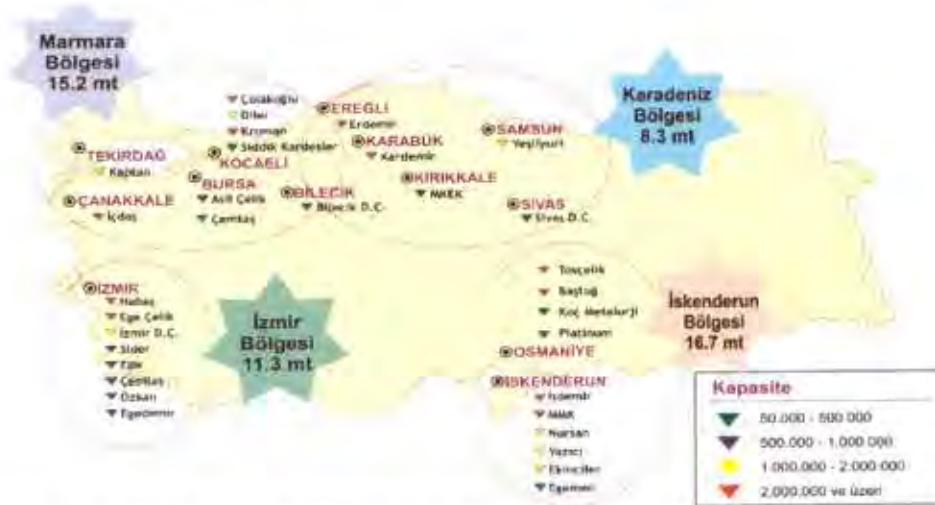 Marmara
Bölgesi
15.2 mt
Karadeniz
Bölgesi
8.3 mt
Çolakoğlu
Diler
Kroman
Sıddık Kardeşler
EREĞLİ
Erdemir
KARABÜK
Kardemir
SAMSUN
Yeşilyurt
TEKİRDAĞ
Kaptan
KOCAELİ
BURSA
Asil Çelik
Çemtaş
BİLECİK
Bilecik D.Ç.
KIRIKKALE
MKEK
SİVAS
Sivas D.Ç.
ÇANAKKALE
İçdaş
İZMİR
Habaş
Ege Çelik
İzmir D.Ç.
Sider
Özkan
Egedemir
İzmir
Bölgesi
11.3 mt
Tosçelik
Baştuğ
Koç Metalurji
Platinum
OSMANİYE
İskenderun
Bölgesi
16.7 mt
İSKENDERUN
İsdemir
MMK
Nursan
Yazıcı
Ekinciler
Egemen
Kapasite
50.000 - 500.000
500.000 - 1.000.000
1.000.000 - 2.000.000
2.000.000 ve üzeri